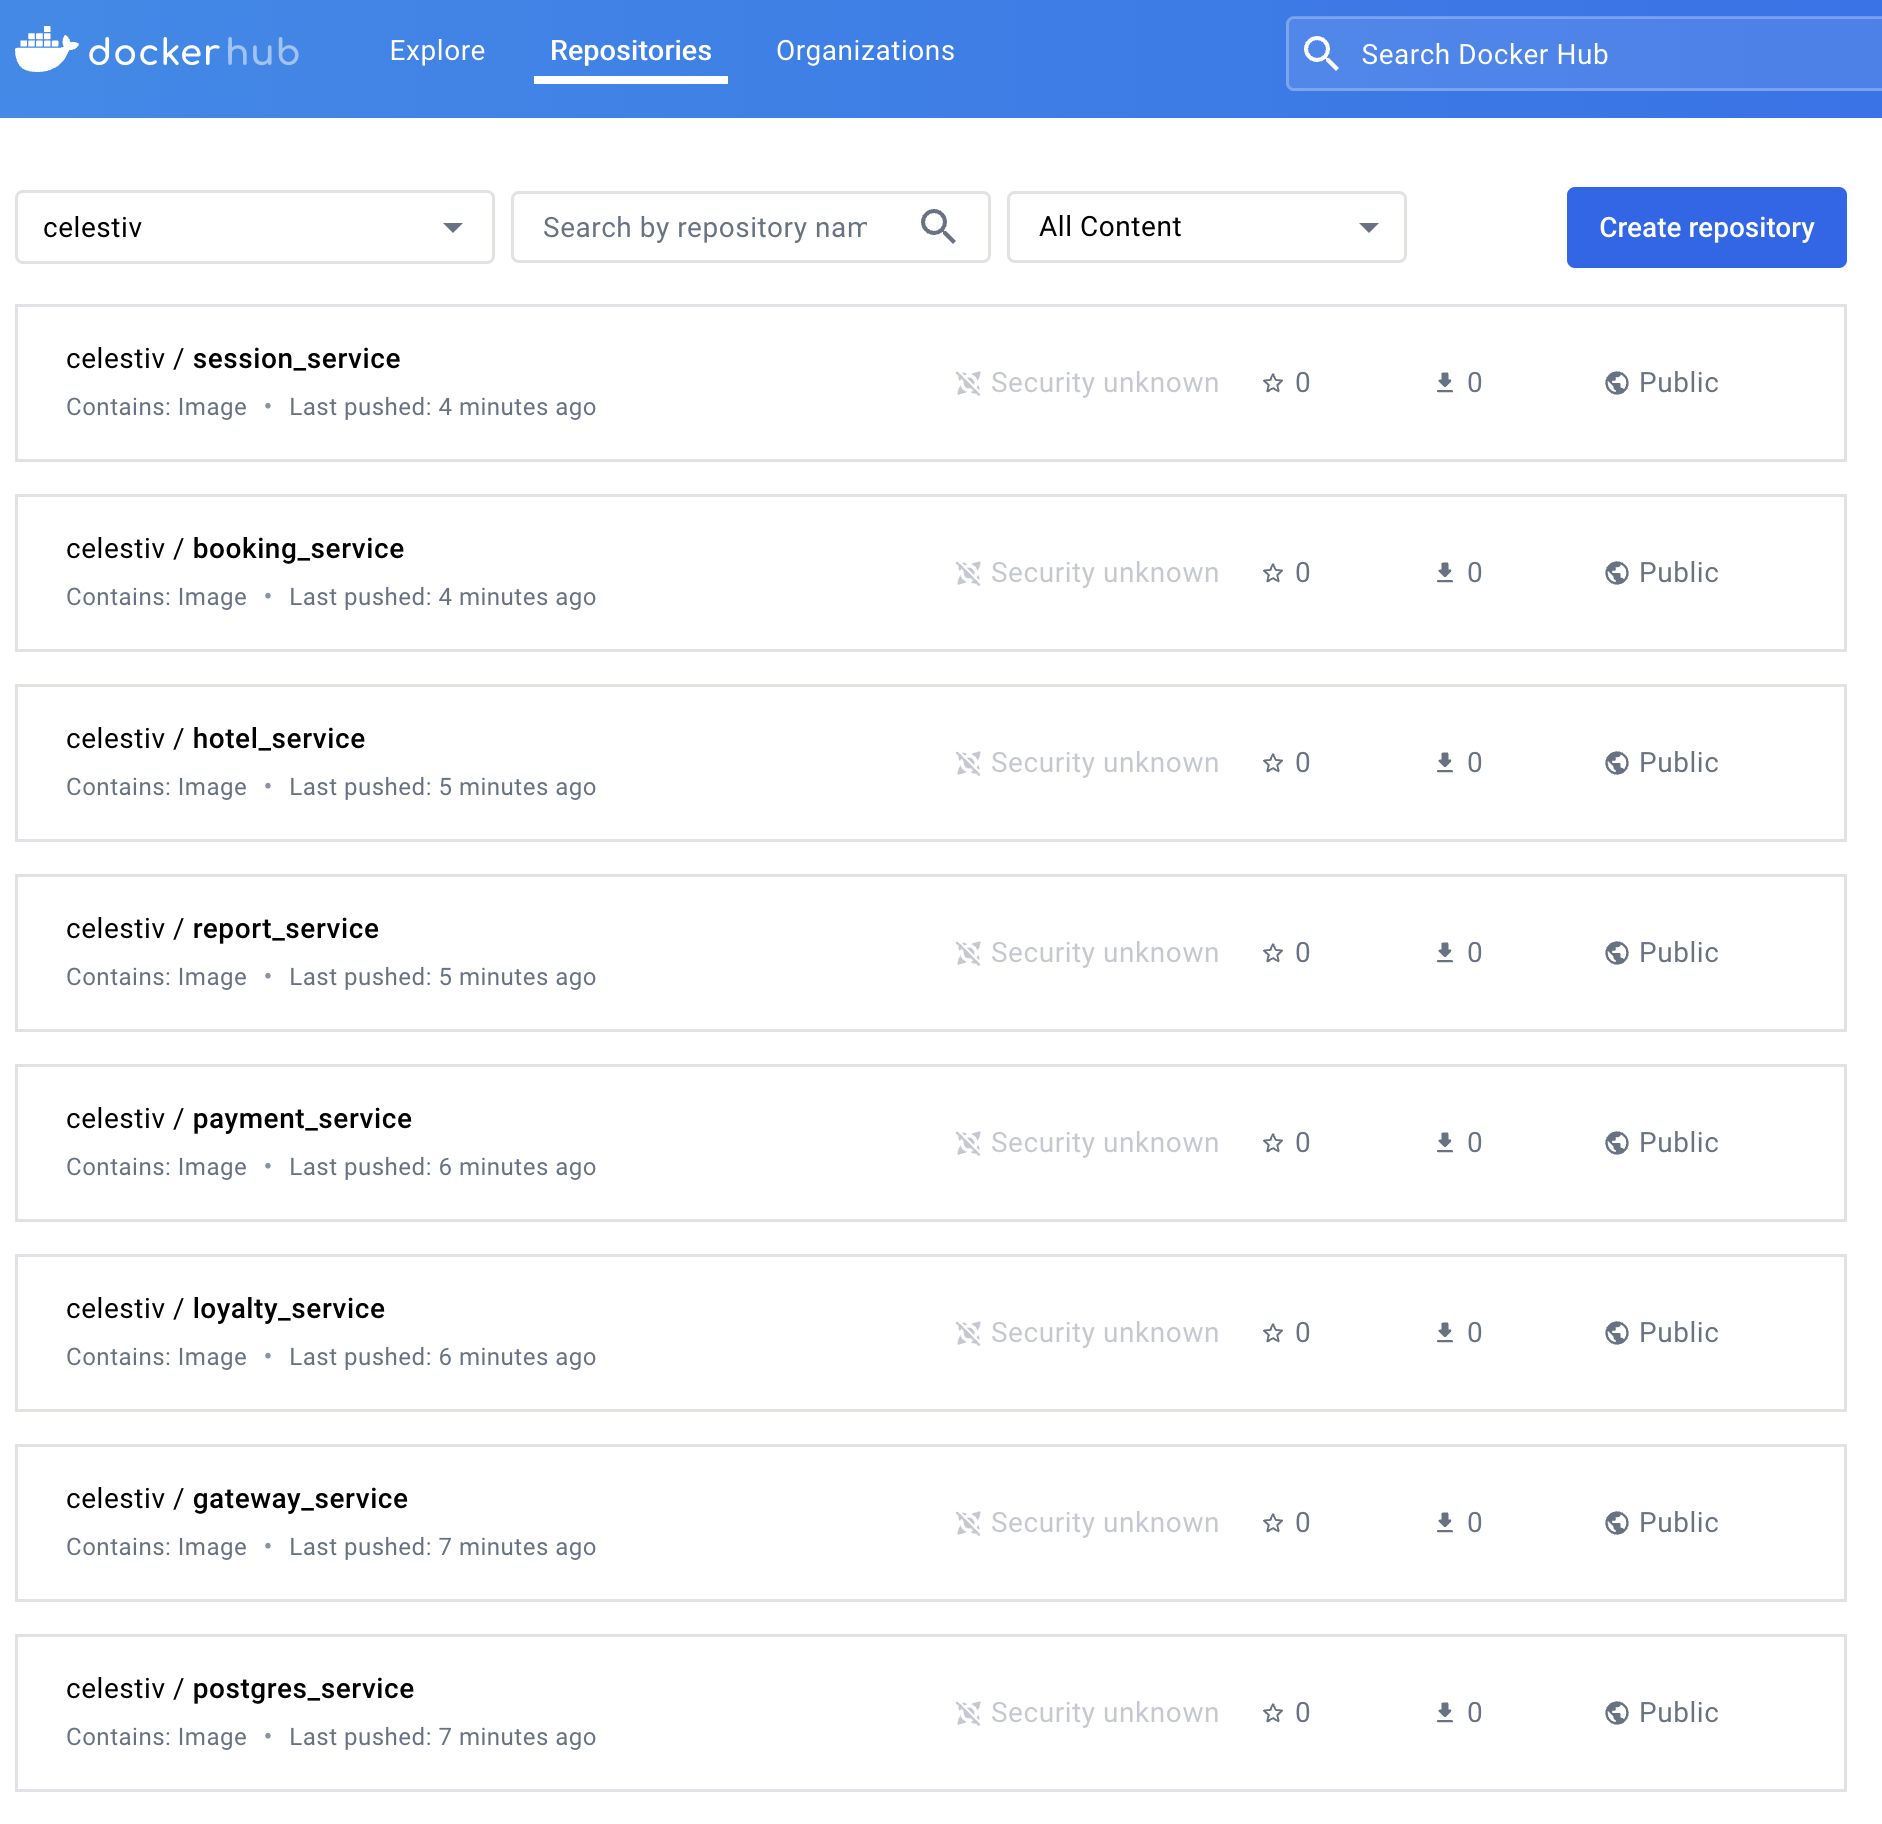 dockerhub Explore Repositories Organizations Search Docker Hub
celestiv Search by repository nam All Content Create repository
celestiv / session_service
Contains: Image • Last pushed: 4 minutes ago
Security unknown 0 0 Public
celestiv / booking_service
Contains: Image • Last pushed: 4 minutes ago
Security unknown 0 0 Public
celestiv / hotel_service
Contains: Image • Last pushed: 5 minutes ago
Security unknown 0 0 Public
celestiv / report_service
Contains: Image • Last pushed: 5 minutes ago
Security unknown 0 0 Public
celestiv / payment_service
Contains: Image • Last pushed: 6 minutes ago
Security unknown 0 0 Public
celestiv / loyalty_service
Contains: Image • Last pushed: 6 minutes ago
Security unknown 0 0 Public
celestiv / gateway_service
Contains: Image • Last pushed: 7 minutes ago
Security unknown 0 0 Public
celestiv / postgres_service
Contains: Image • Last pushed: 7 minutes ago
Security unknown 0 0 Public